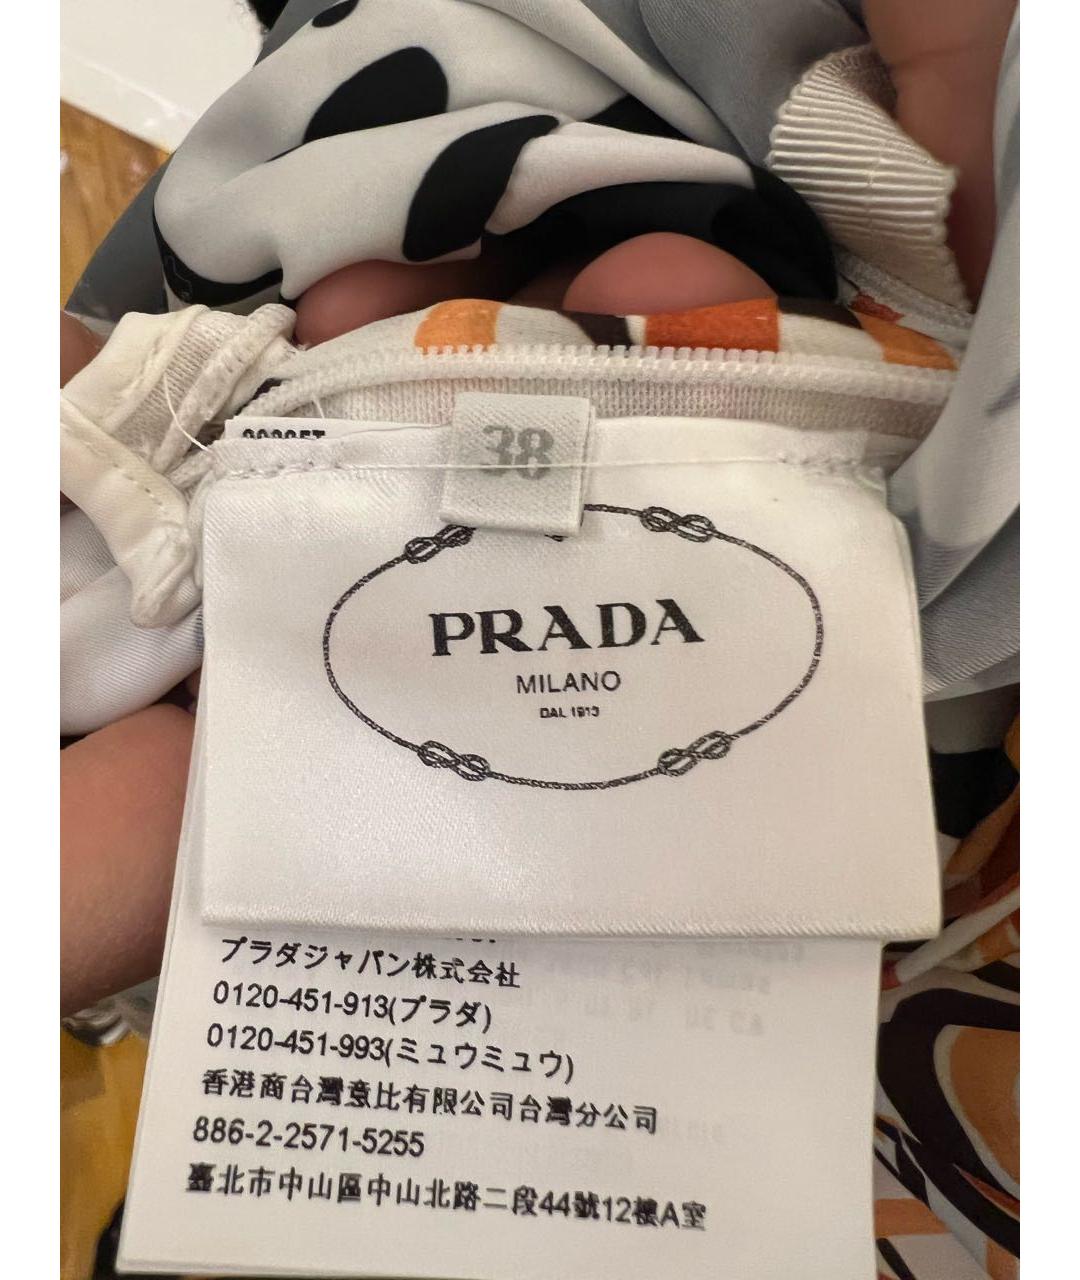 38
PRADA
MILANO
DAL 1913
プラダジャパン株式会社
0120-451-913(プラダ)
0120-451-993(ミュウミュウ)
香港商台灣意比有限公司台灣分公司
886-2-2571-5255
臺北市中山區中山北路二段44號12樓A室